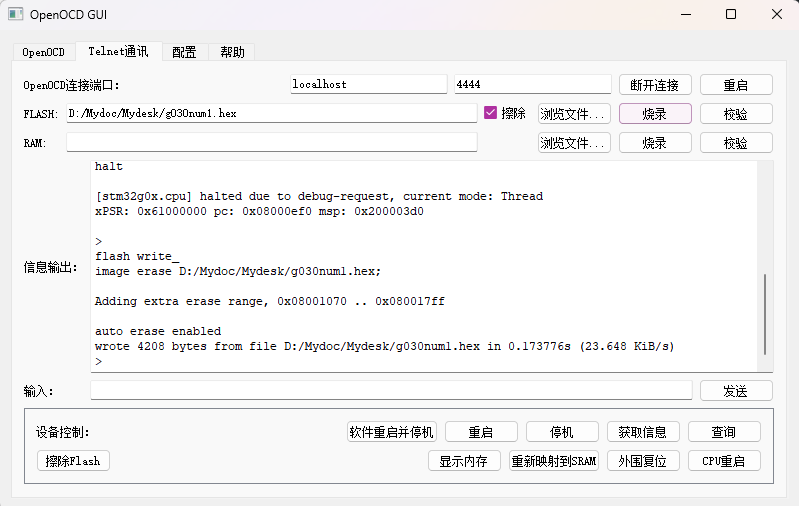 OpenOCD GUI
OpenOCD Telnet通讯 配置 帮助
OpenOCD连接端口: localhost 4444 断开连接 重启
FLASH: D:/Mydoc/Mydesk/g030num1.hex 擦除 浏览文件... 烧录 校验
RAM: 浏览文件... 烧录 校验
信息输出:
halt
[stm32g0x.cpu] halted due to debug-request, current mode: Thread
xPSR: 0x61000000 pc: 0x08000ef0 msp: 0x200003d0
>
flash write_
image erase D:/Mydoc/Mydesk/g030num1.hex;
Adding extra erase range, 0x08001070 .. 0x080017ff
auto erase enabled
wrote 4208 bytes from file D:/Mydoc/Mydesk/g030num1.hex in 0.173776s (23.648 KiB/s)
>
输入: 发送
设备控制: 软件重启并停机 重启 停机 获取信息 查询
擦除Flash 显示内存 重新映射到SRAM 外围复位 CPU重启